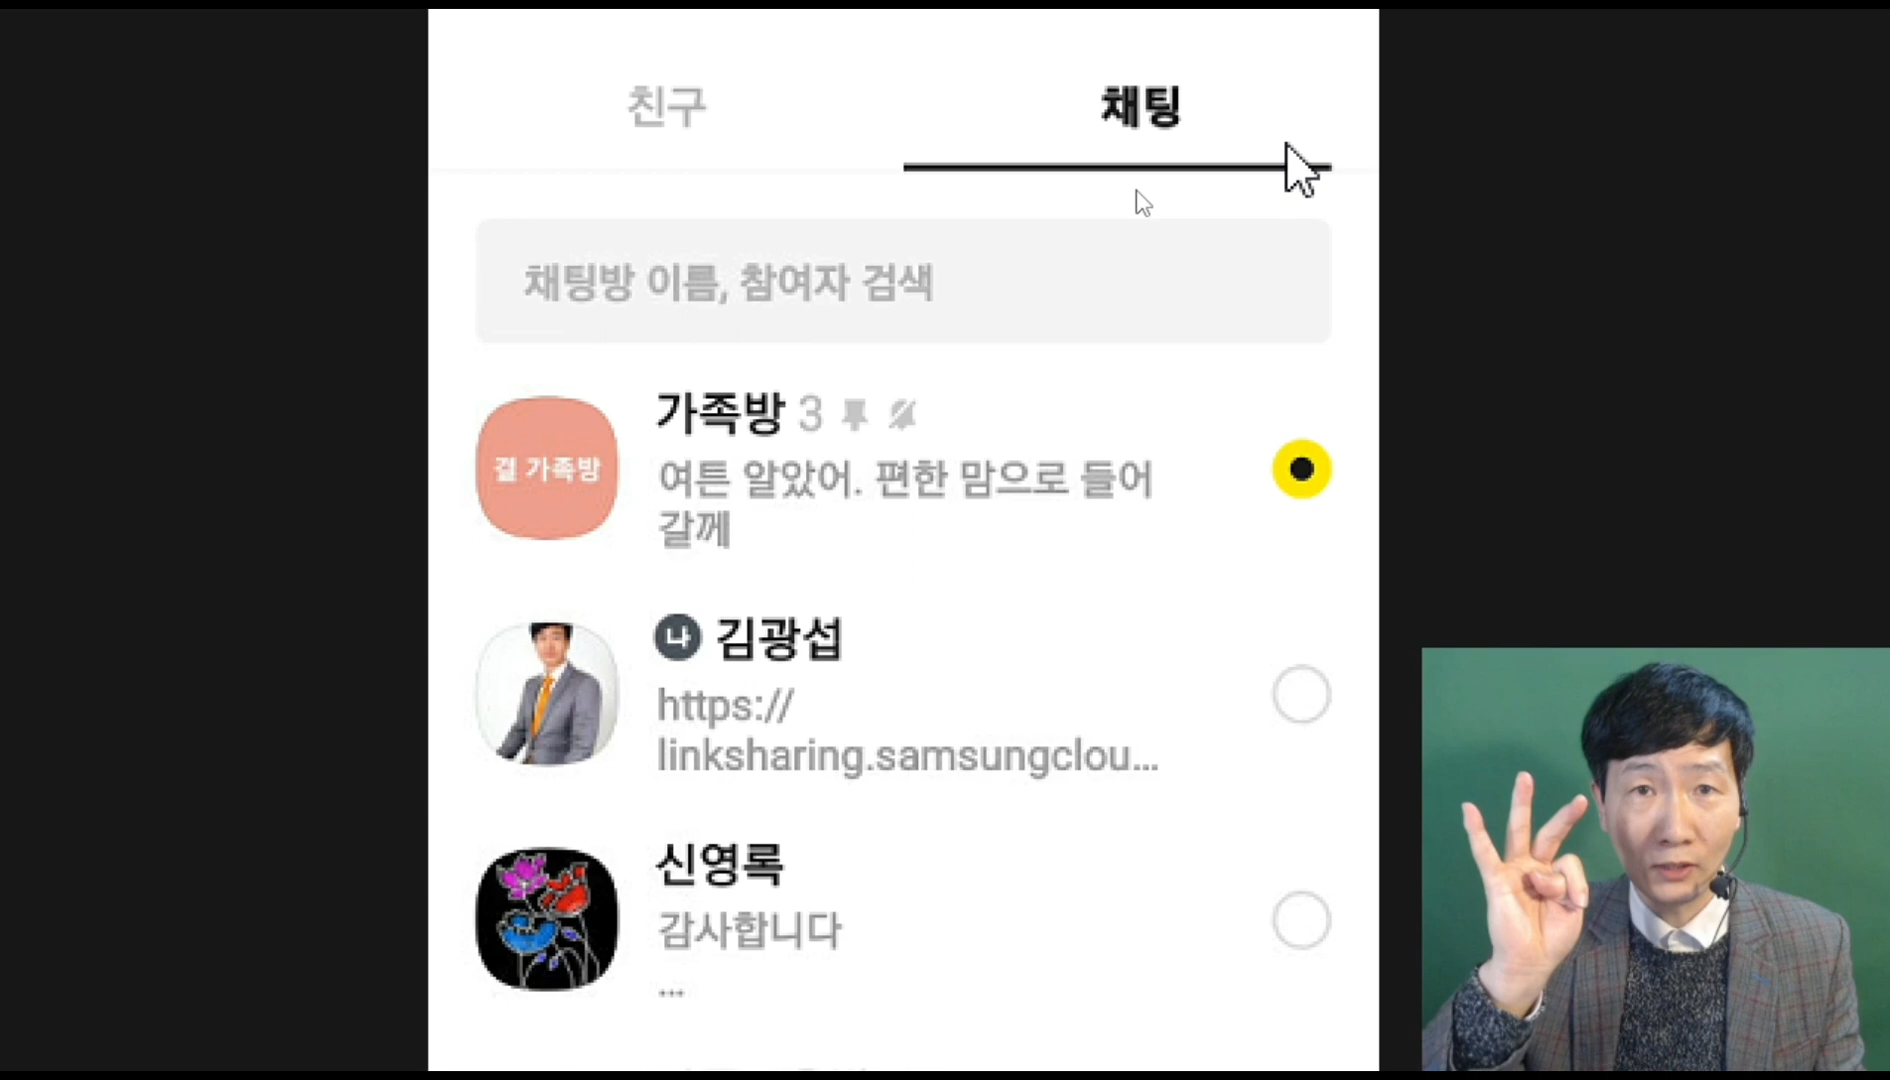 친구
채팅
채팅방 이름, 참여자 검색
가족방 3
걸 가족방
여튼 알았어. 편한 맘으로 들어
갈께
나 김광섭
https://
linksharing.samsungclou...
신영록
감사합니다
...